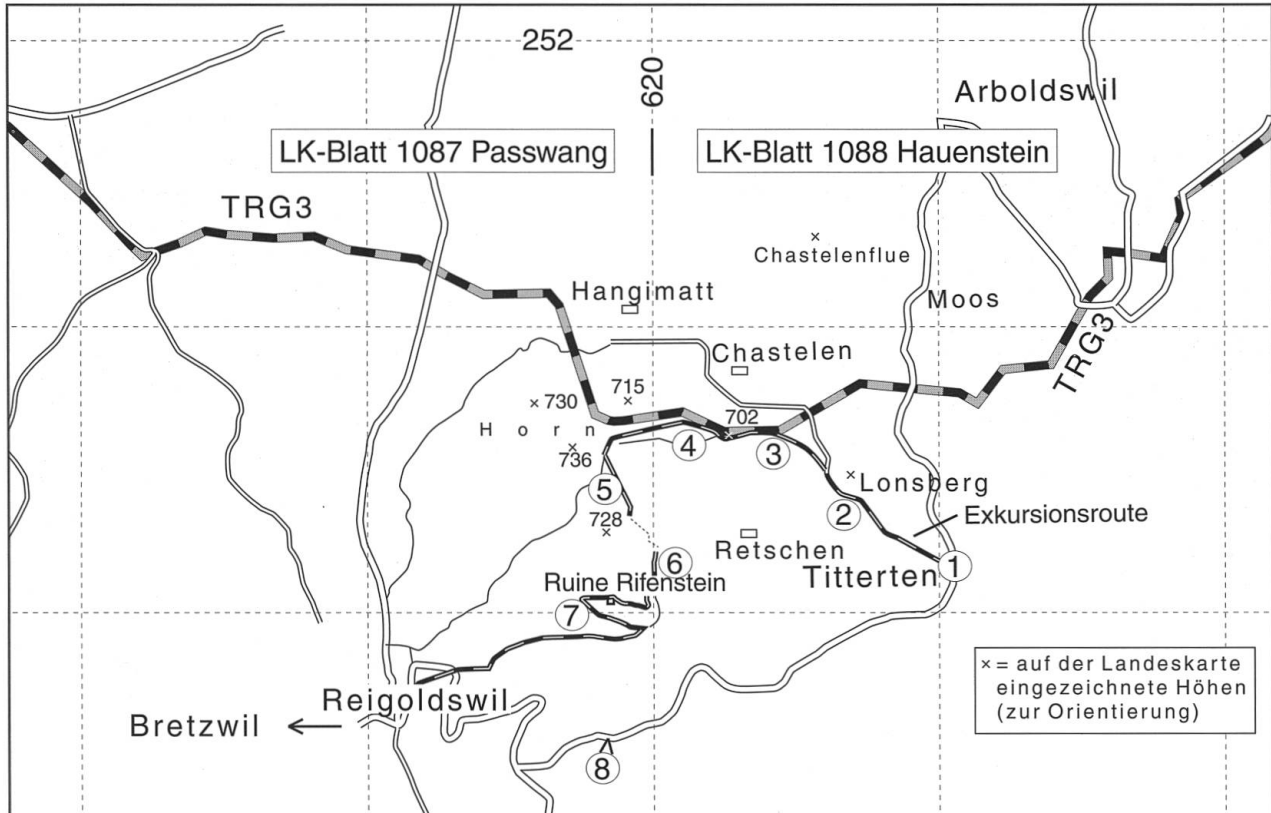 252
620
Arboldswil
LK-Blatt 1087 Passwang
LK-Blatt 1088 Hauenstein
TRG3
Chastelenflue
Hangimatt
Moos
TRG3
Chastelen
715
730
702
H o r n
736
4
3
5
Lonsberg
2
728
Exkursionsroute
Retschen
6
Titterten
1
Ruine Rifenstein
7
× = auf der Landeskarte
eingezeichnete Höhen
(zur Orientierung)
Reigoldswil
Bretzwil
8